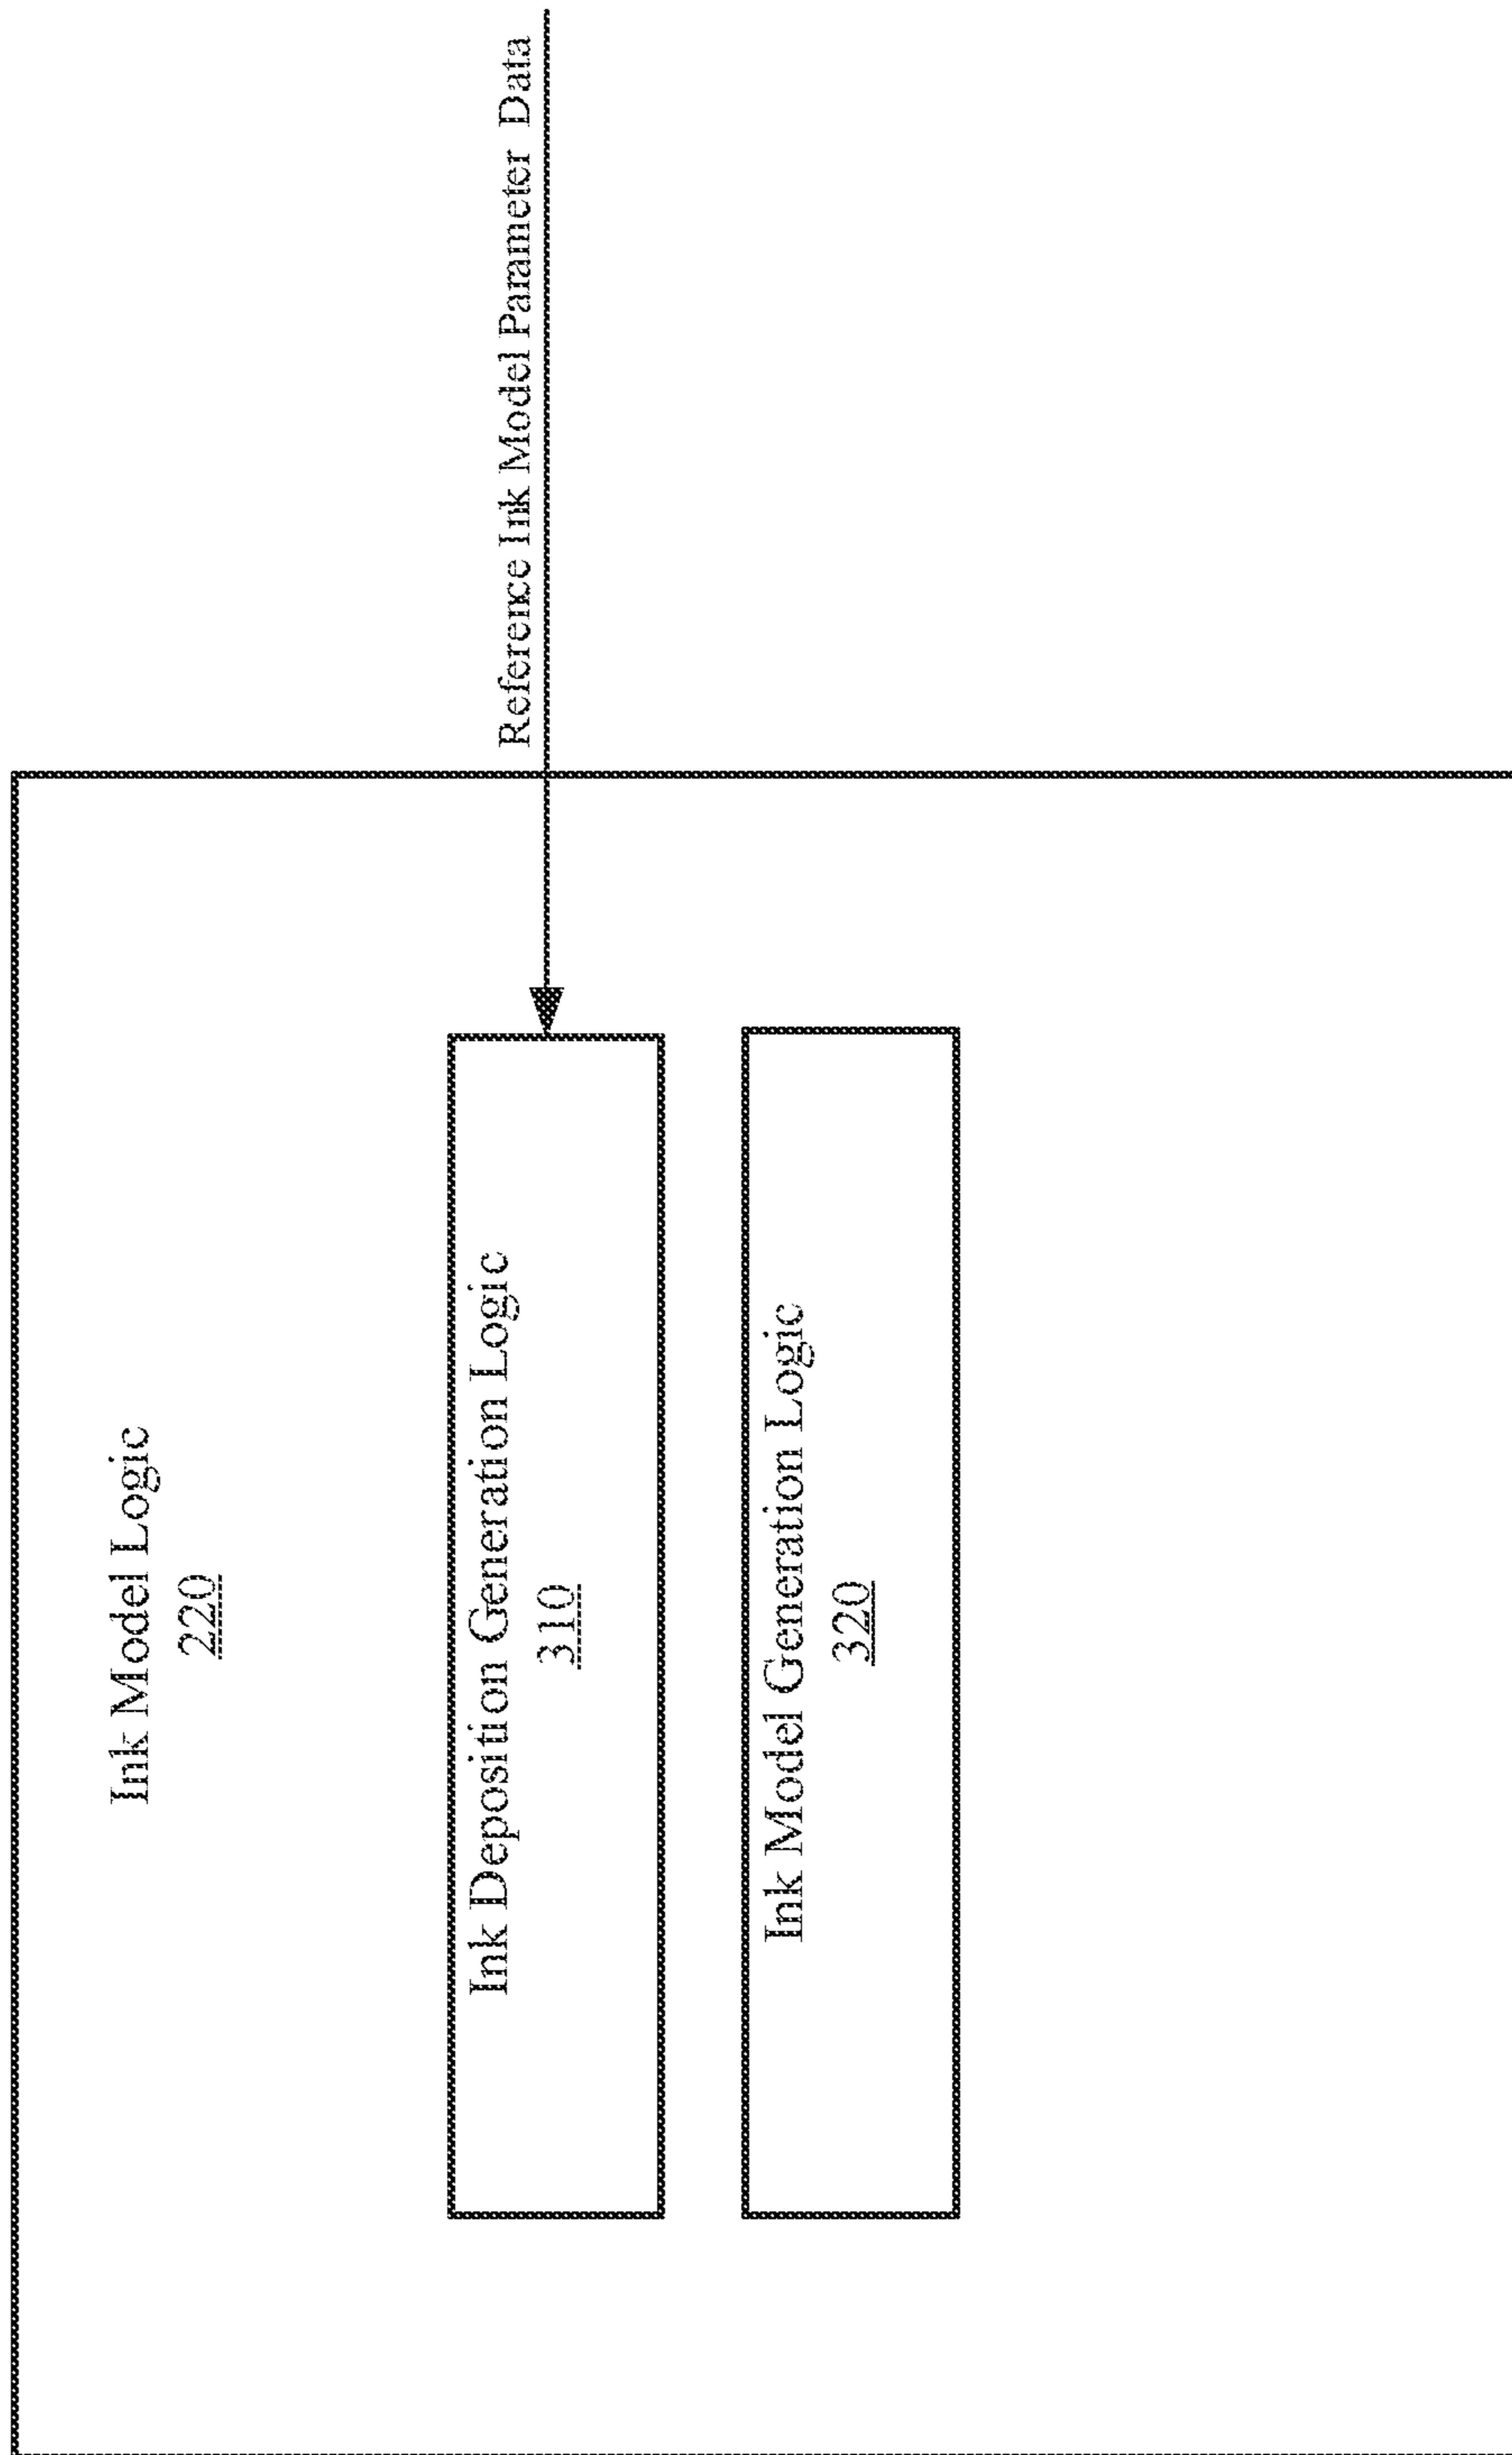 Ink Model Logic
220
Reference Ink Model Parameter Data
Ink Deposition Generation Logic
310
Ink Model Generation Logic
320